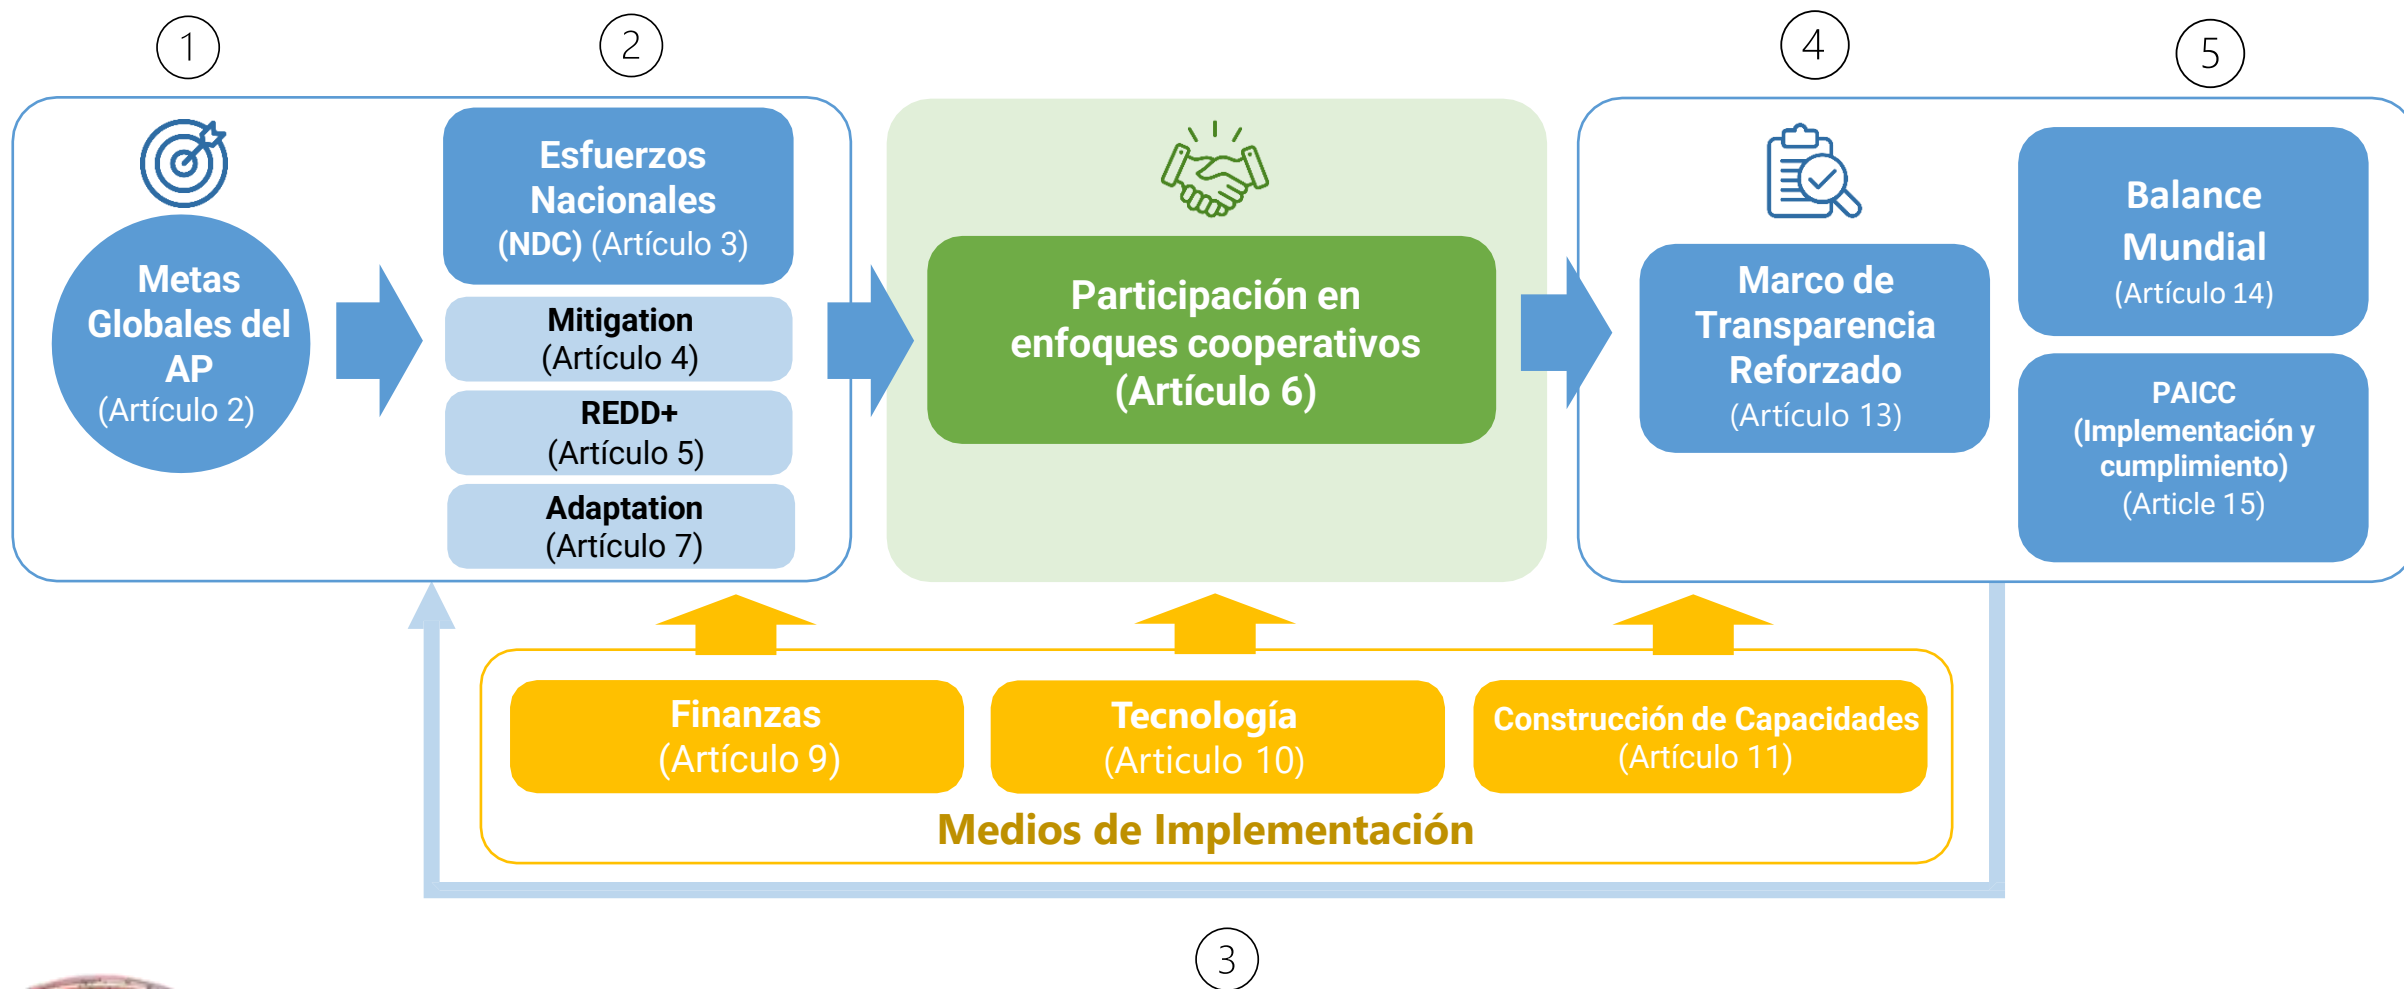 1
2
4
5
Metas
Globales del
AP
(Artículo 2)
Esfuerzos
Nacionales
(NDC) (Artículo 3)
Mitigation
(Artículo 4)
REDD+
(Artículo 5)
Adaptation
(Artículo 7)
Participación en
enfoques cooperativos
(Artículo 6)
Marco de
Transparencia
Reforzado
(Artículo 13)
Balance
Mundial
(Artículo 14)
PAICC
(Implementación y
cumplimiento)
(Article 15)
Finanzas
(Artículo 9)
Tecnología
(Articulo 10)
Construcción de Capacidades
(Artículo 11)
Medios de Implementación
3